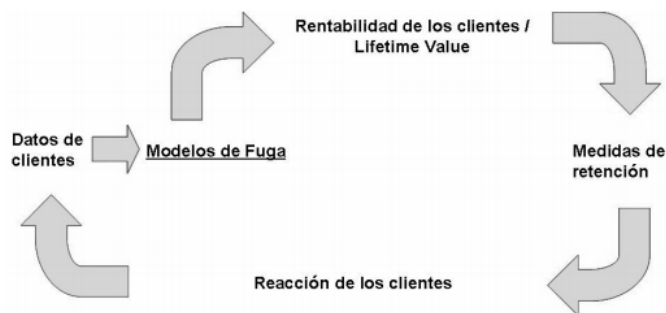 Rentabilidad de los clientes /
Lifetime Value
Datos de
clientes
Modelos de Fuga
Medidas de
retención
Reacción de los clientes